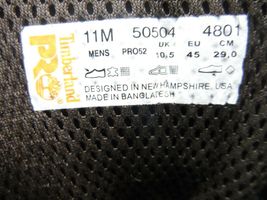 Timberland
PRO
11M 50504 4801
MENS PRO52 UK EU CM
10,5 45 29,0
DESIGNED IN NEW HAMPSHIRE, USA
MADE IN BANGLADESH